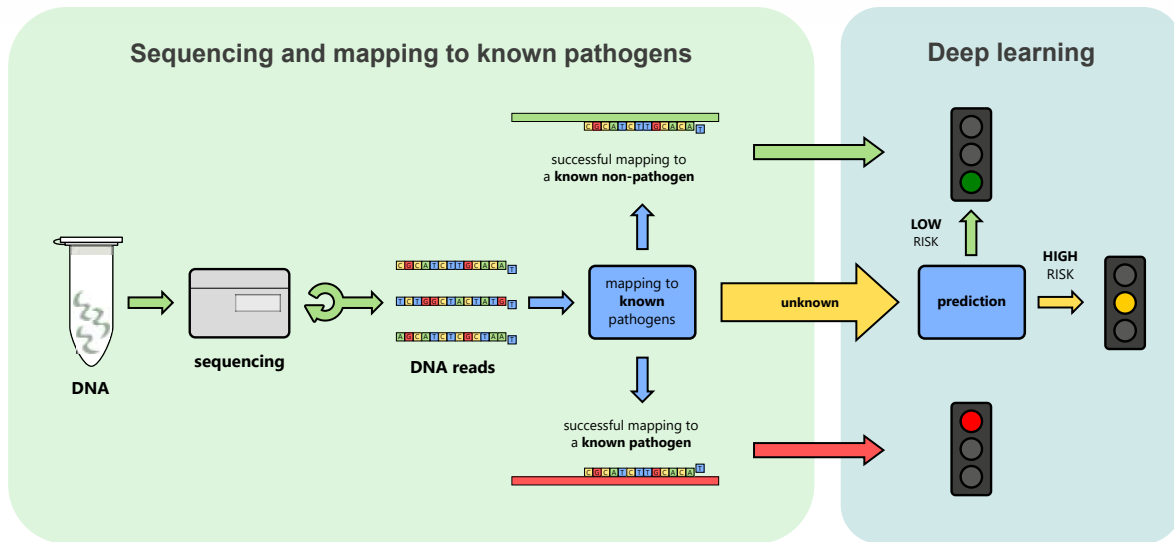 Sequencing and mapping to known pathogens
Deep learning
CGCATCTTGCACAT
successful mapping to
a known non-pathogen
LOW
RISK
HIGH
RISK
CGCATCTTGCACAT
TCTGGCTACTATGT
AGCATCTCGCTAAT
mapping to
known
pathogens
unknown
prediction
sequencing
DNA reads
DNA
successful mapping to
a known pathogen
CGCATCTTGCACAT